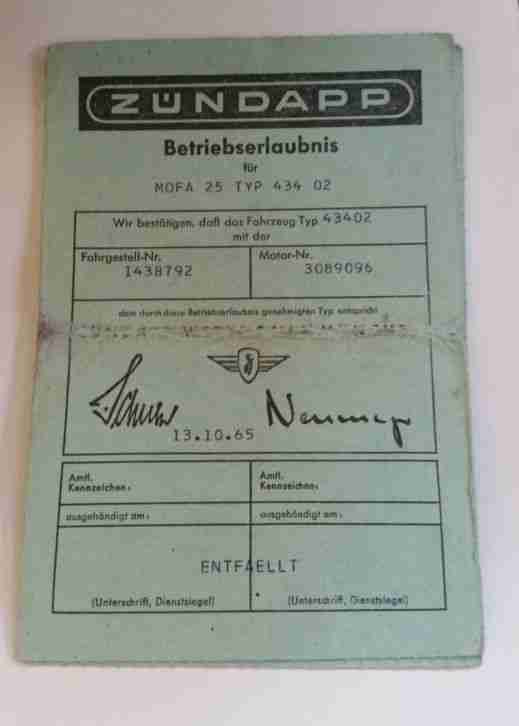 ZÜNDAPP
Betriebserlaubnis
für
MOFA 25 TYP 434 02
Wir bestätigen, daß das Fahrzeug Typ 43402
mit der
Fahrgestell-Nr. Motor-Nr.
1438792 3089096
dem durch diese Betriebserlaubnis genehmigten Typ entspricht
13.10.65
Amtl. Amtl.
Kennzeichen: Kennzeichen:
ausgehändigt am: ausgehändigt am:
ENTFAELLT
(Unterschrift, Dienstsiegel) (Unterschrift, Dienstsiegel)